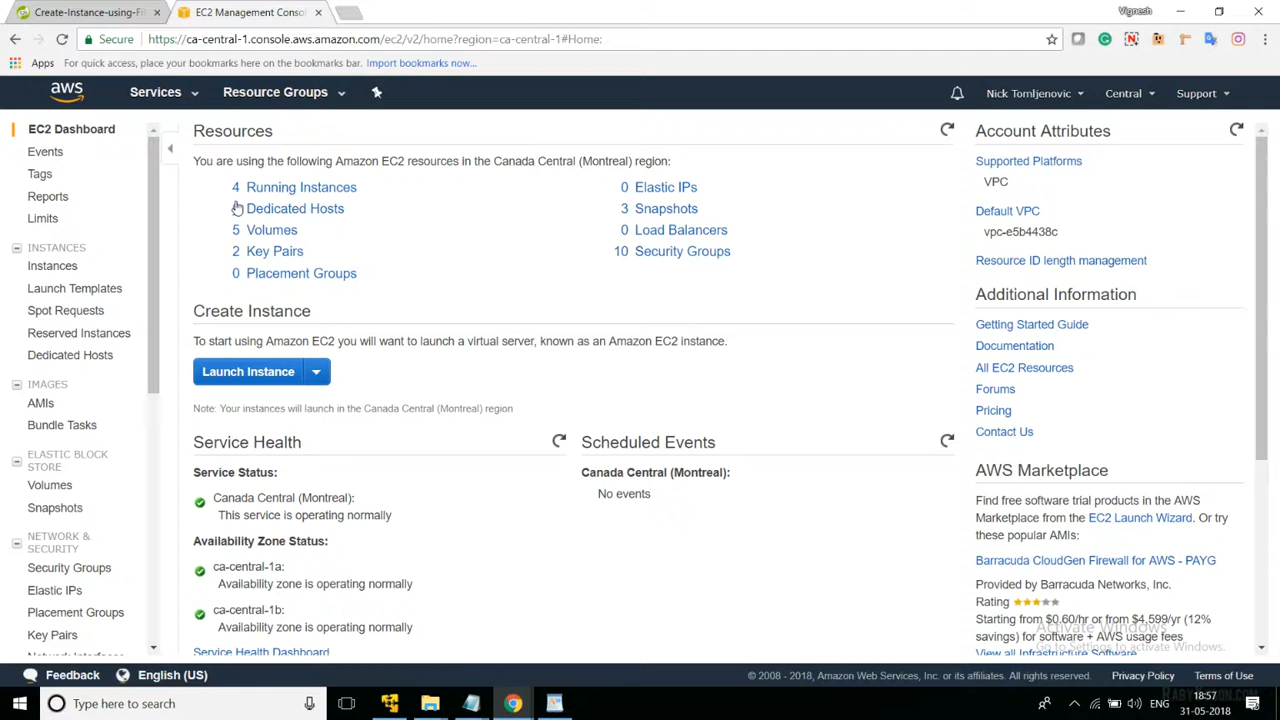 Create-Instance-using-Fi
EC2 Management Conso
Vignesh
Secure
https://ca-central-1.console.aws.amazon.com/ec2/v2/home?region=ca-central-1#Home:
Apps
For quick access, place your bookmarks here on the bookmarks bar.
Import bookmarks now...
aws
Services
Resource Groups
Nick Tomljenovic
Central
Support
EC2 Dashboard
Events
Tags
Reports
Limits
INSTANCES
Instances
Launch Templates
Spot Requests
Reserved Instances
Dedicated Hosts
IMAGES
AMIs
Bundle Tasks
ELASTIC BLOCK
STORE
Volumes
Snapshots
NETWORK &
SECURITY
Security Groups
Elastic IPs
Placement Groups
Key Pairs
Resources
You are using the following Amazon EC2 resources in the Canada Central (Montreal) region:
4 Running Instances
Dedicated Hosts
5 Volumes
2 Key Pairs
0 Placement Groups
0 Elastic IPs
3 Snapshots
0 Load Balancers
10 Security Groups
Create Instance
To start using Amazon EC2 you will want to launch a virtual server, known as an Amazon EC2 instance.
Launch Instance
Note: Your instances will launch in the Canada Central (Montreal) region
Service Health
Service Status:
Canada Central (Montreal):
This service is operating normally
Availability Zone Status:
ca-central-1a:
Availability zone is operating normally
ca-central-1b:
Availability zone is operating normally
Service Health Dashboard
Scheduled Events
Canada Central (Montreal):
No events
Account Attributes
Supported Platforms
VPC
Default VPC
vpc-e5b4438c
Resource ID length management
Additional Information
Getting Started Guide
Documentation
All EC2 Resources
Forums
Pricing
Contact Us
AWS Marketplace
Find free software trial products in the AWS
Marketplace from the EC2 Launch Wizard. Or try
these popular AMIs:
Barracuda CloudGen Firewall for AWS - PAYG
Provided by Barracuda Networks, Inc.
Rating
Starting from $0.60/hr or from $4,599/yr (12%
savings) for software + AWS usage fees
View all Infrastructure Software
Activate Windows
Go to Settings to activate Windows.
Feedback
English (US)
© 2008 - 2018, Amazon Web Services, Inc. or its affiliates. All rights reserved.
Privacy Policy
Terms of Use
Type here to search
ENG
18:57
31-05-2018